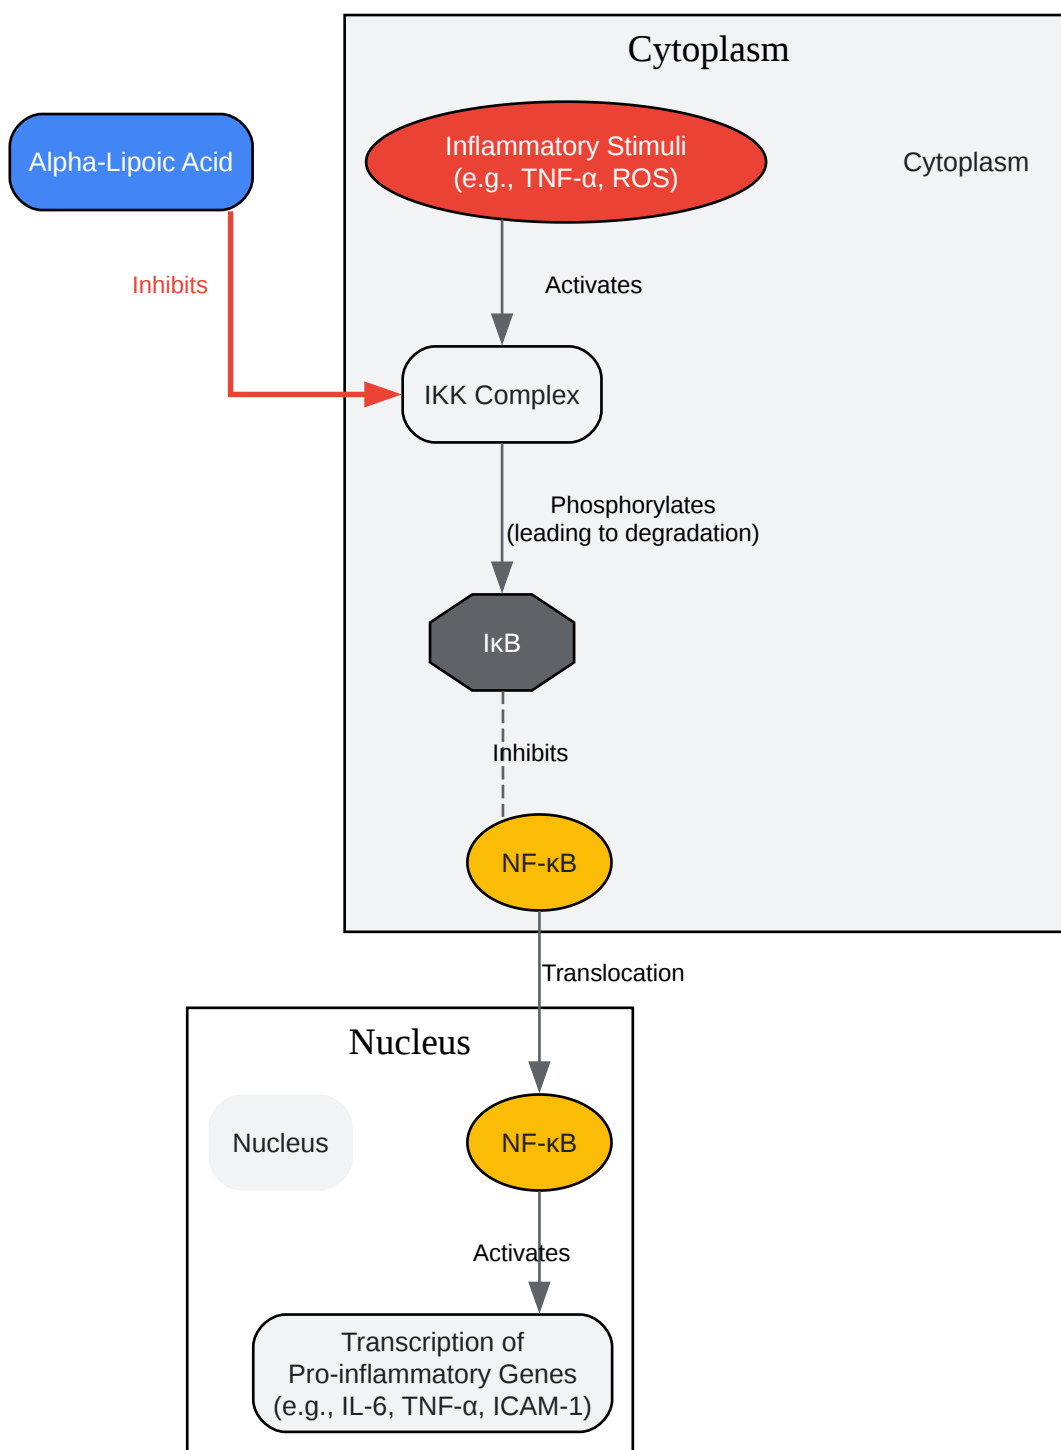 Cytoplasm
Alpha-Lipoic Acid
Inflammatory Stimuli
(e.g., TNF-α, ROS)
Cytoplasm
Inhibits
Activates
IKK Complex
Phosphorylates
(leading to degradation)
IκB
Inhibits
NF-κB
Translocation
Nucleus
Nucleus
NF-κB
Activates
Transcription of
Pro-inflammatory Genes
(e.g., IL-6, TNF-α, ICAM-1)